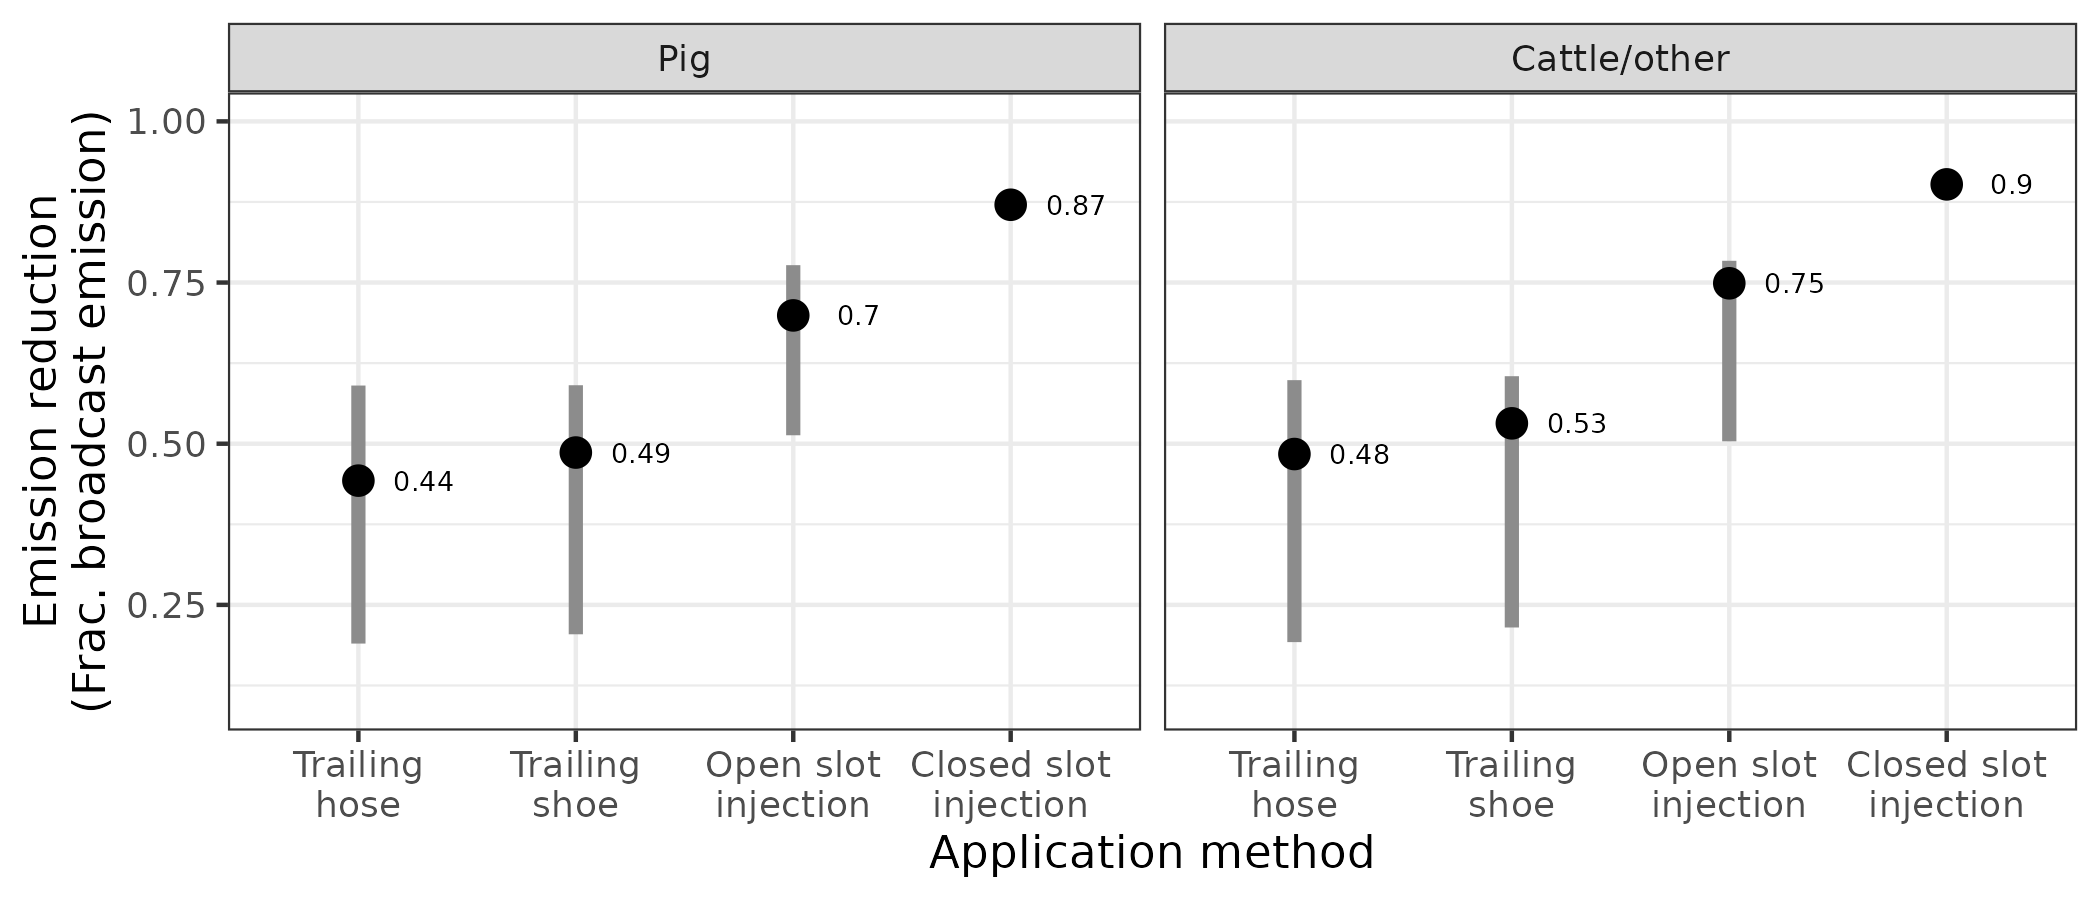 Pig
Cattle/other
Emission reduction
(Frac. broadcast emission)
1.00
0.75
0.50
0.25
0.44
0.49
0.7
0.87
0.48
0.53
0.75
0.9
Trailing
hose
Trailing
shoe
Open slot
injection
Closed slot
injection
Trailing
hose
Trailing
shoe
Open slot
injection
Closed slot
injection
Application method